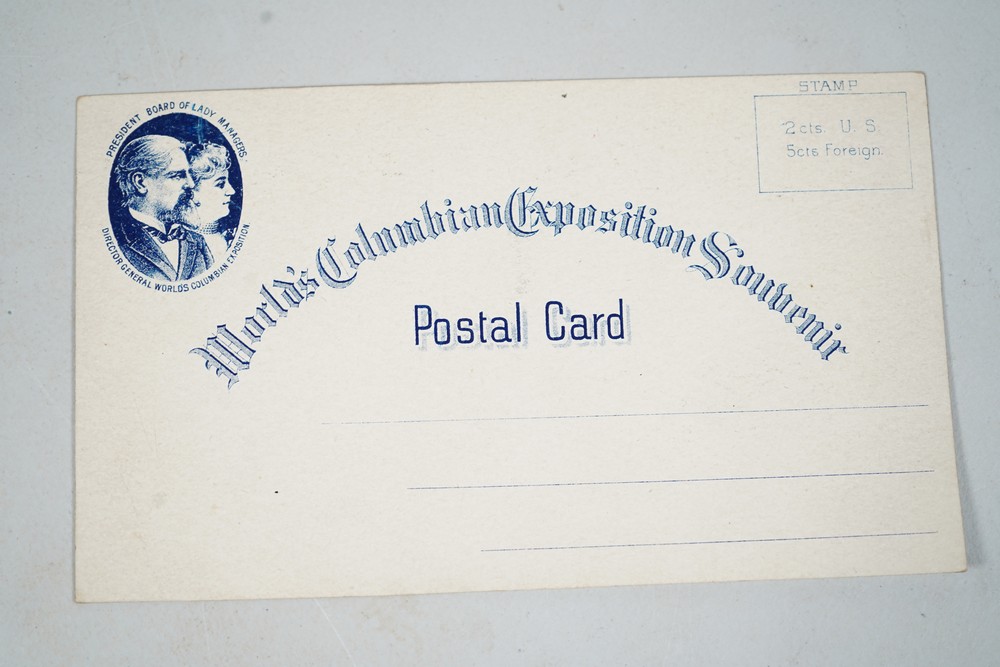 PRESIDENT BOARD OF LADY MANAGERS.
DIRECTOR GENERAL WORLDS COLUMBIAN EXPOSITION
STAMP
2cts. U. S.
5cts Foreign.
World's Columbian Exposition Souvenir
Postal Card